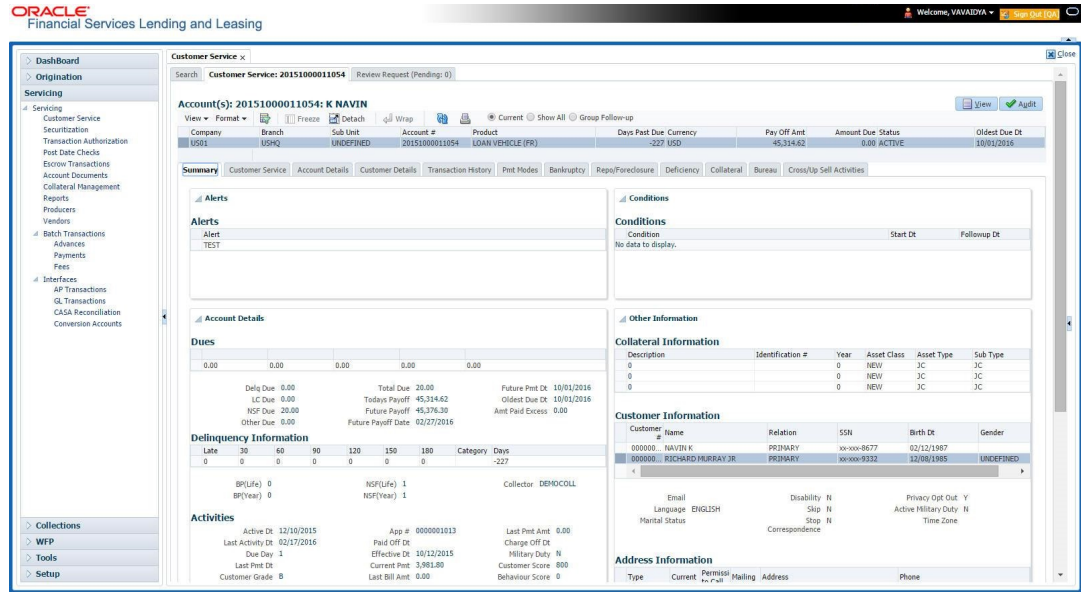 ORACLE
Financial Services Lending and Leasing
Welcome, VAVAIDYA
Sign Out [QA]
Close
DashBoard
Origination
Servicing
Servicing
Customer Service
Securitization
Transaction Authorization
Post Date Checks
Escrow Transactions
Account Documents
Collateral Management
Reports
Producers
Vendors
Batch Transactions
Advances
Payments
Fees
Interfaces
AP Transactions
GL Transactions
CASA Reconciliation
Conversion Accounts
Collections
WFP
Tools
Setup
Customer Service x
Search Customer Service: 20151000011054 Review Request (Pending: 0)
Account(s): 20151000011054: K NAVIN
View Audit
View Format Freeze Detach Wrap Current Show All Group Follow-up
Company Branch Sub Unit Account # Product Days Past Due Currency Pay Off Amt Amount Due Status Oldest Due Dt
US01 USHQ UNDEFINED 20151000011054 LOAN VEHICLE (FR) -227 USD 45,314.62 0.00 ACTIVE 10/01/2016
Summary Customer Service Account Details Customer Details Transaction History Pmt Modes Bankruptcy Repo/Foreclosure Deficiency Collateral Bureau Cross/Up Sell Activities
Alerts
Alerts
Alert
TEST
Conditions
Conditions
Condition Start Dt Followup Dt
No data to display.
Account Details
Dues
0.00 0.00 0.00 0.00 0.00
Delq Due 0.00 Total Due 20.00 Future Pmt Dt 10/01/2016
LC Due 0.00 Todays Payoff 45,314.62 Oldest Due Dt 10/01/2016
NSF Due 20.00 Future Payoff 45,376.30 Amt Paid Excess 0.00
Other Due 0.00 Future Payoff Date 02/27/2016
Delinquency Information
Late 30 60 90 120 150 180 Category Days
0 0 0 0 0 0 0 -227
BP(Life) 0 NSF(Life) 1 Collector DEMOCOLL
BP(Year) 0 NSF(Year) 1
Activities
Active Dt 12/10/2015 App # 0000001013 Last Pmt Amt 0.00
Last Activity Dt 02/17/2016 Paid Off Dt Charge Off Dt
Due Day 1 Effective Dt 10/12/2015 Military Duty N
Last Pmt Dt Current Pmt 3,981.80 Customer Score 800
Customer Grade B Last Bill Amt 0.00 Behaviour Score 0
Other Information
Collateral Information
Description Identification # Year Asset Class Asset Type Sub Type
0 0 NEW JC JC
0 0 NEW JC JC
0 0 NEW JC JC
Customer Information
Customer # Name Relation SSN Birth Dt Gender
000000... NAVIN K PRIMARY xx-xxx-8677 02/12/1987
000000... RICHARD MURRAY JR PRIMARY xx-xxx-9332 12/08/1985 UNDEFINED
Email Disability N Privacy Opt Out Y
Language ENGLISH Skip N Active Military Duty N
Marital Status Stop Correspondence N Time Zone
Address Information
Type Current Permissi to Call Mailing Address Phone